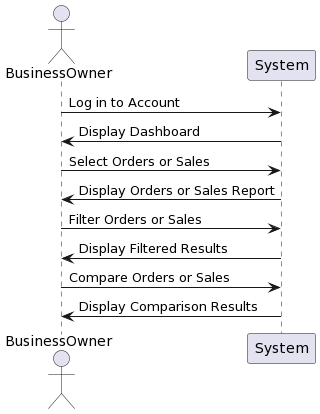 BusinessOwner
System
Log in to Account
Display Dashboard
Select Orders or Sales
Display Orders or Sales Report
Filter Orders or Sales
Display Filtered Results
Compare Orders or Sales
Display Comparison Results
BusinessOwner
System